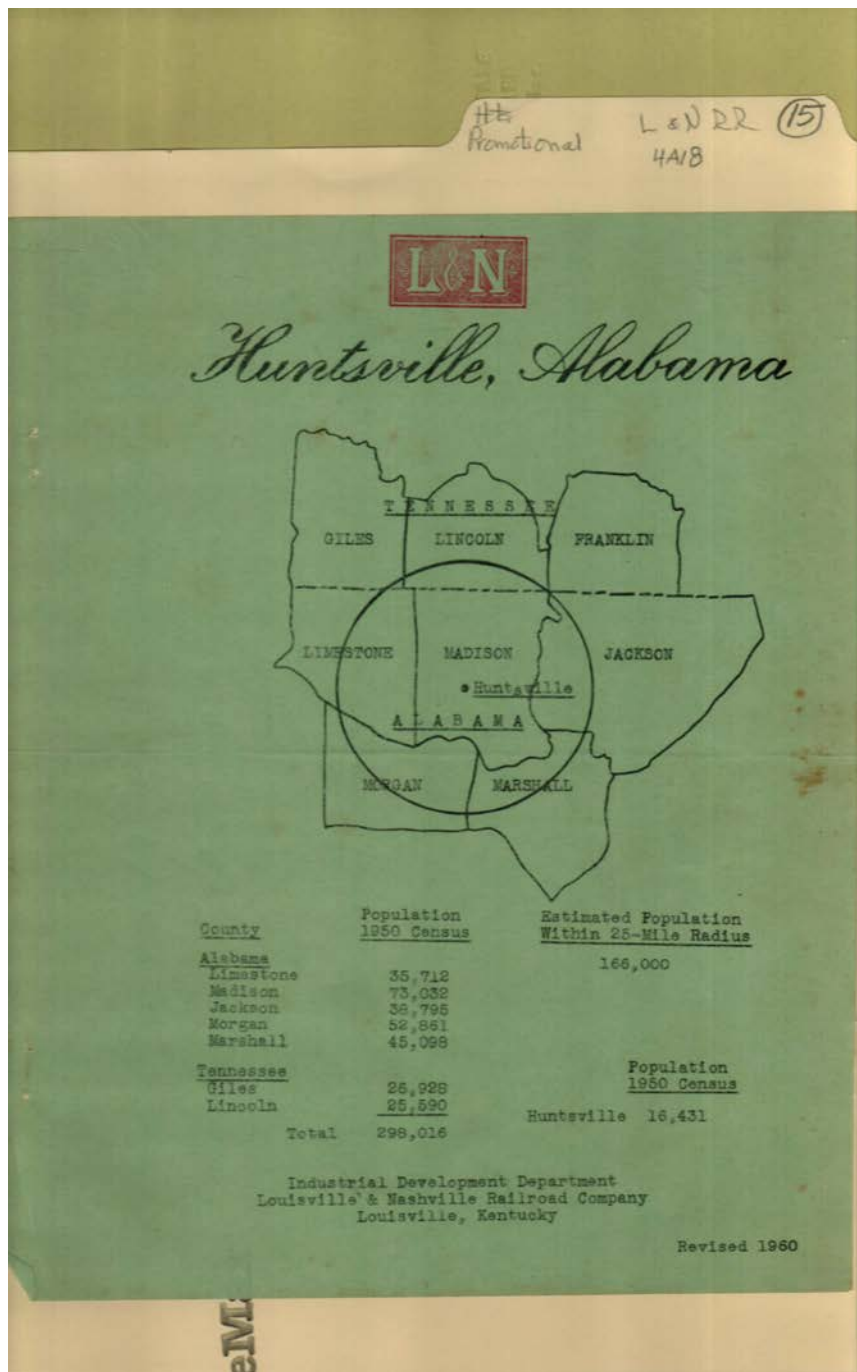 Promotional
L & N RR 15
4A18
L&N
Huntsville, Alabama
TENNESSEE
GILES LINCOLN FRANKLIN
LIMESTONE MADISON JACKSON
Huntsville
ALABAMA
MORGAN MARSHALL
County Population 1950 Census Estimated Population Within 25-Mile Radius
Alabama 166,000
Limestone 35,712
Madison 73,032
Jackson 38,795
Morgan 52,861
Marshall 45,098
Tennessee
Giles 26,928
Lincoln 25,590
Total 298,016
Population
1950 Census
Huntsville 16,431
Industrial Development Department
Louisville & Nashville Railroad Company
Louisville, Kentucky
Revised 1960